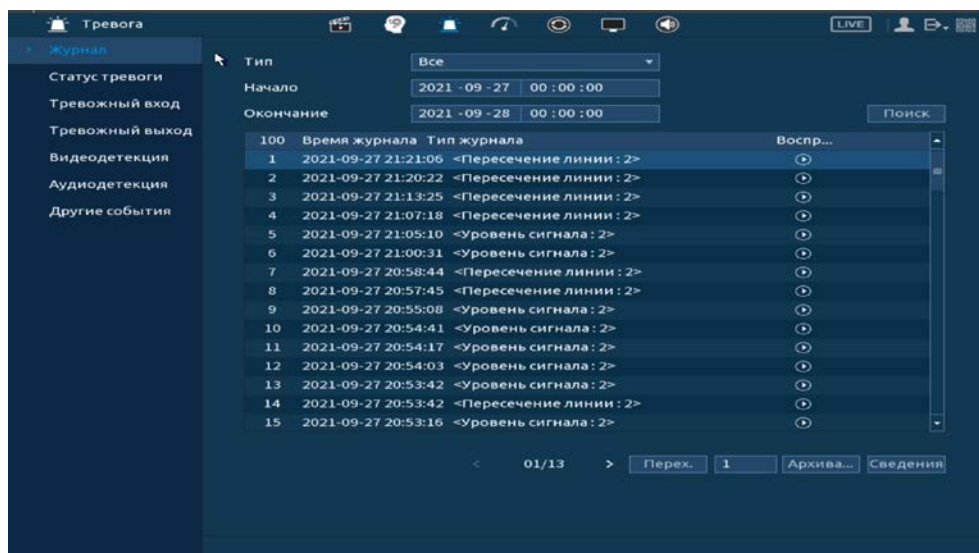 Тревога LIVE
Журнал
Статус тревоги
Тревожный вход
Тревожный выход
Видеодетекция
Аудиодетекция
Другие события
Тип Все
Начало 2021 - 09 - 27 00 : 00 : 00
Окончание 2021 - 09 - 28 00 : 00 : 00 Поиск
100 Время журнала Тип журнала Воспр...
1 2021-09-27 21:21:06 <Пересечение линии : 2>
2 2021-09-27 21:20:22 <Пересечение линии : 2>
3 2021-09-27 21:13:25 <Пересечение линии : 2>
4 2021-09-27 21:07:18 <Пересечение линии : 2>
5 2021-09-27 21:05:10 <Уровень сигнала : 2>
6 2021-09-27 21:00:31 <Уровень сигнала : 2>
7 2021-09-27 20:58:44 <Пересечение линии : 2>
8 2021-09-27 20:57:45 <Пересечение линии : 2>
9 2021-09-27 20:55:08 <Уровень сигнала : 2>
10 2021-09-27 20:54:41 <Уровень сигнала : 2>
11 2021-09-27 20:54:17 <Уровень сигнала : 2>
12 2021-09-27 20:54:03 <Уровень сигнала : 2>
13 2021-09-27 20:53:42 <Уровень сигнала : 2>
14 2021-09-27 20:53:42 <Пересечение линии : 2>
15 2021-09-27 20:53:16 <Уровень сигнала : 2>
< 01/13 > Перех. 1 Архива... Сведения